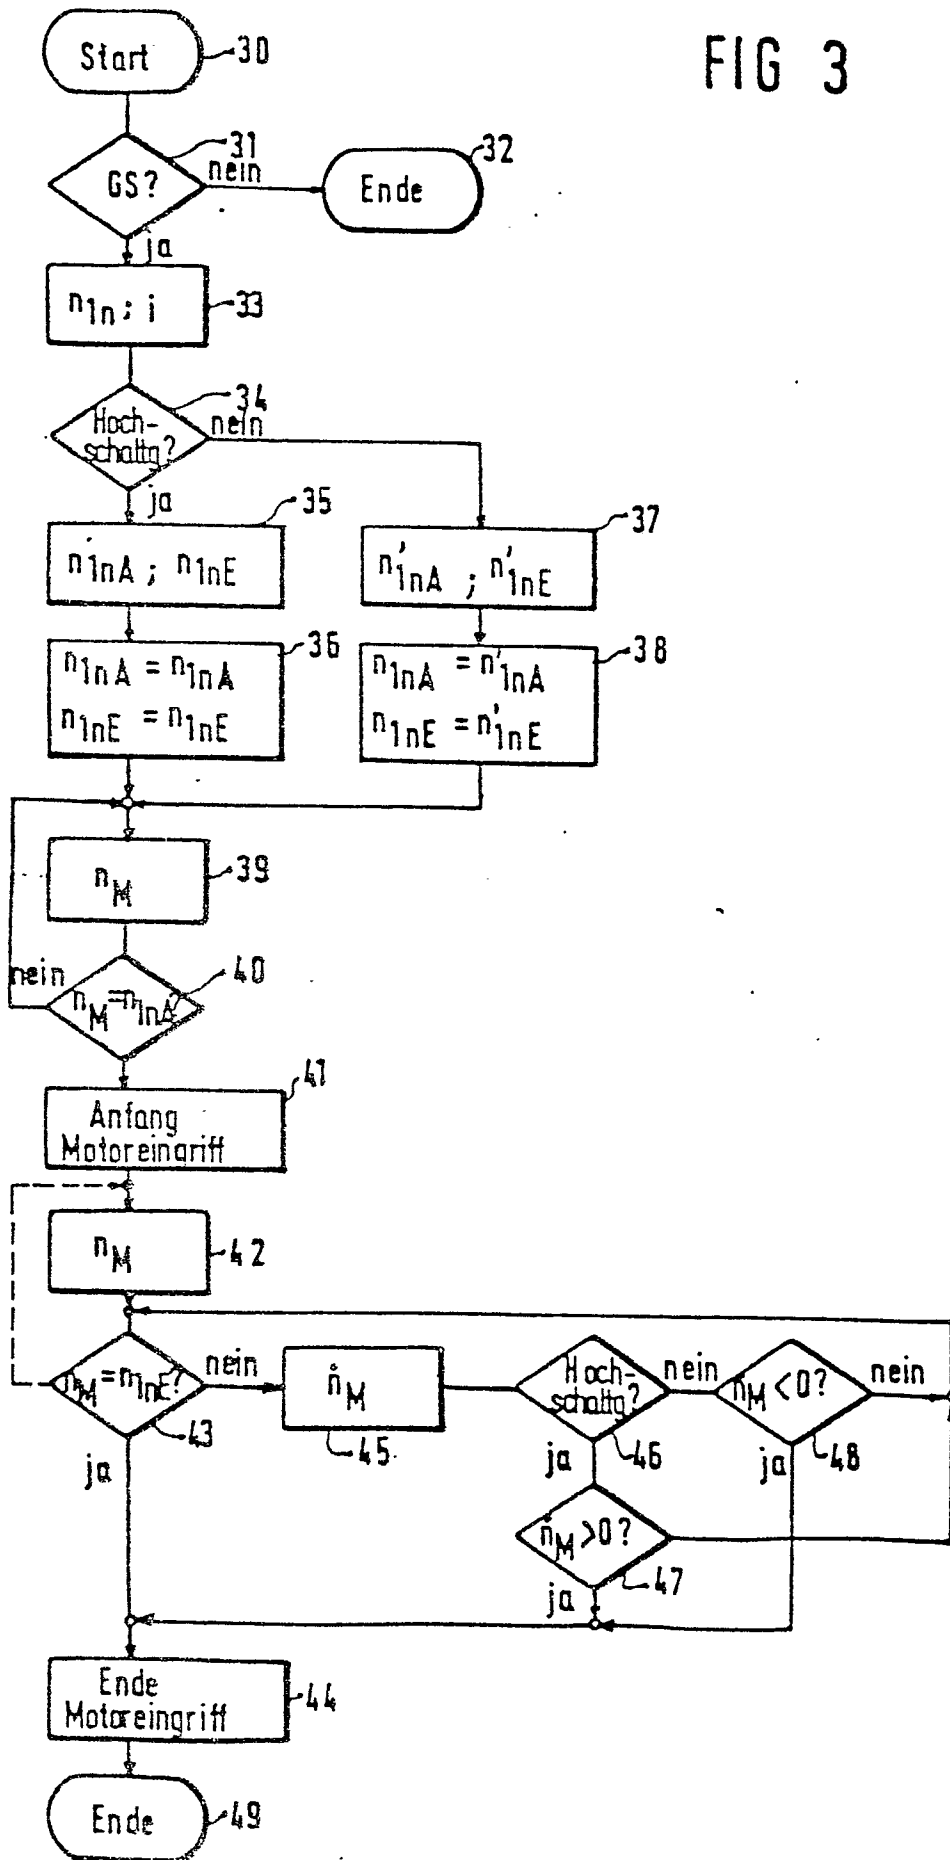 FIG 3
Start
30
GS?
31
nein
Ende
32
ja
n1n ; i
33
Hoch-
schaltg?
34
nein
ja
n1nA ; n1nE
35
n'1nA ; n'1nE
37
n1nA = n1nA
n1nE = n1nE
36
n1nA = n'1nA
n1nE = n'1nE
38
nM
39
nein
nM=n1nA
40
Anfang
Motoreingriff
41
nM
42
nM=n1nE?
43
nein
ja
ṅM
45
Hoch-
schaltg?
46
nein
ja
ṅM<0?
48
nein
ja
ṅM>0?
47
ja
Ende
Motoreingriff
44
Ende
49